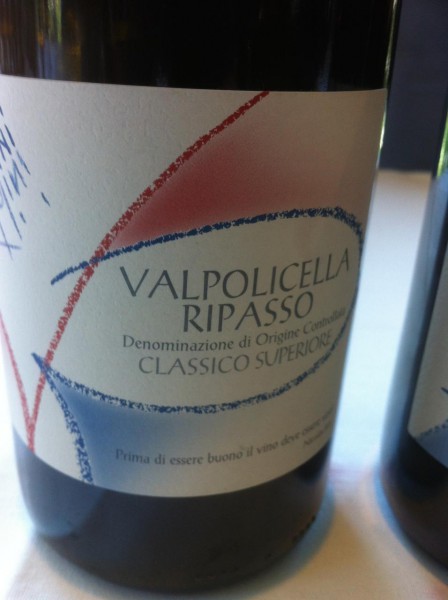 VALPOLICELLA
RIPASSO
Denominazione di Origine Controllata
CLASSICO SUPERIORE
Prima di essere buono il vino deve essere